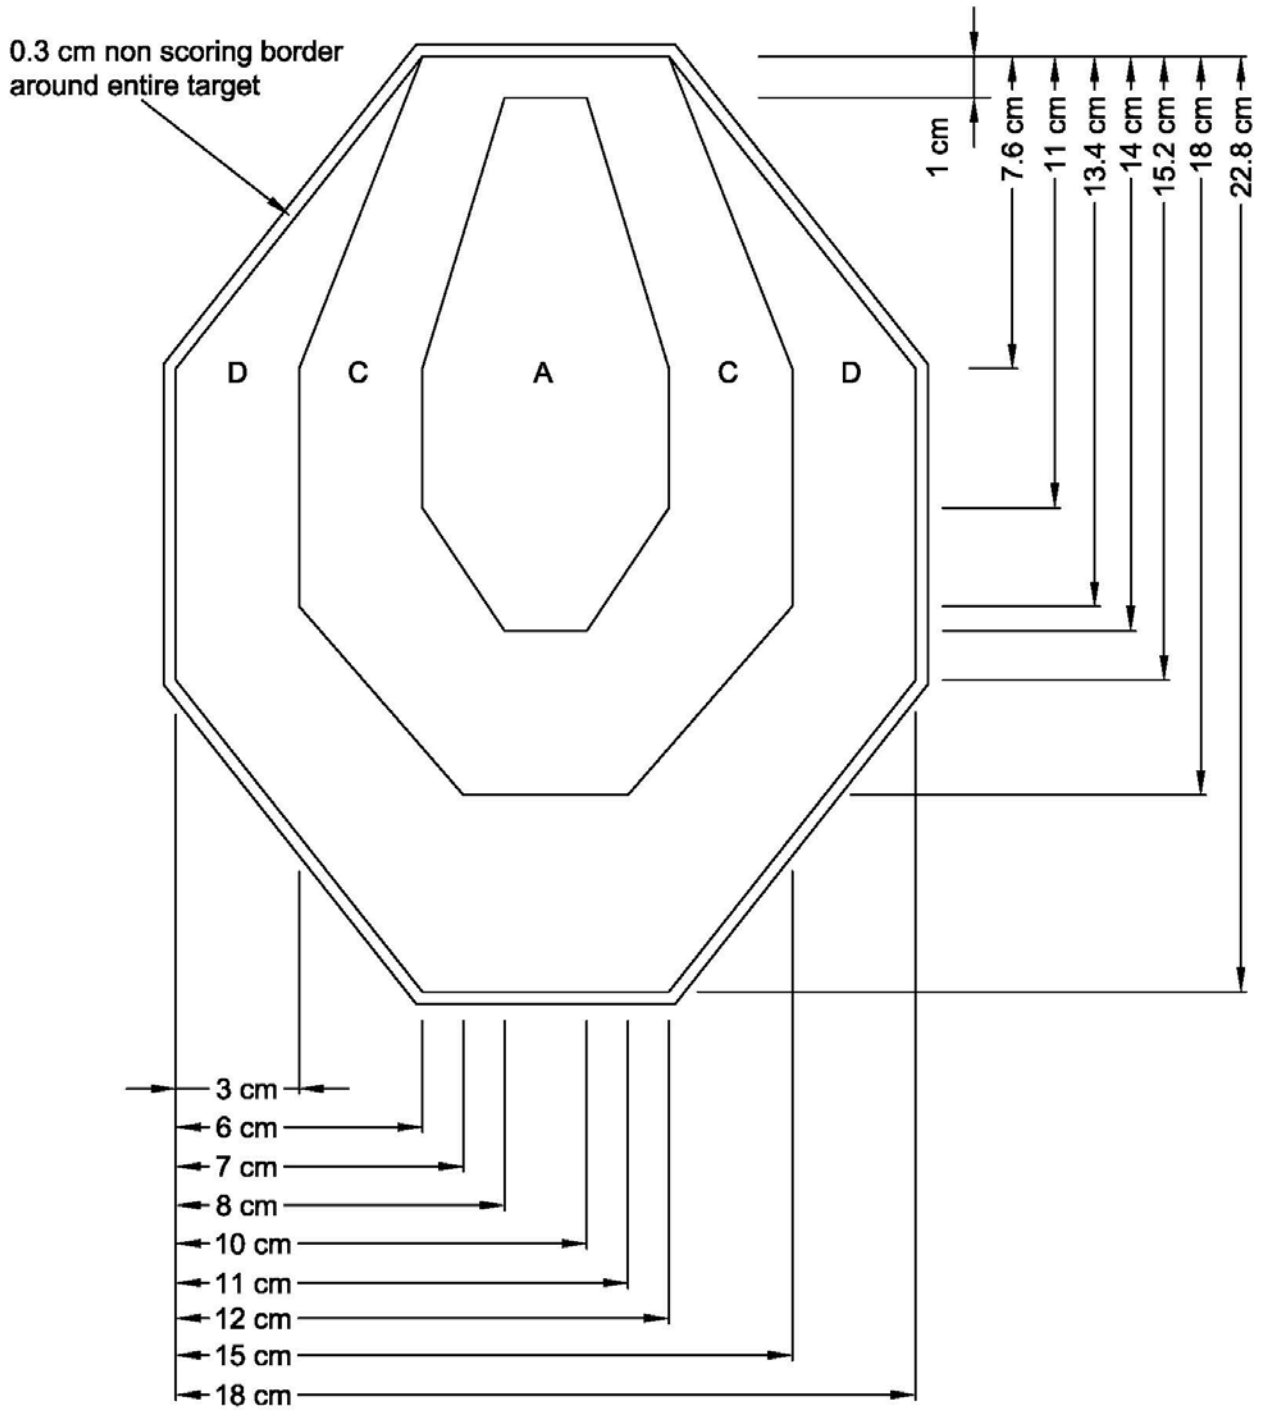 0.3 cm non scoring border
around entire target
1 cm
7.6 cm
11 cm
13.4 cm
14 cm
15.2 cm
18 cm
22.8 cm
D
C
A
C
D
3 cm
6 cm
7 cm
8 cm
10 cm
11 cm
12 cm
15 cm
18 cm